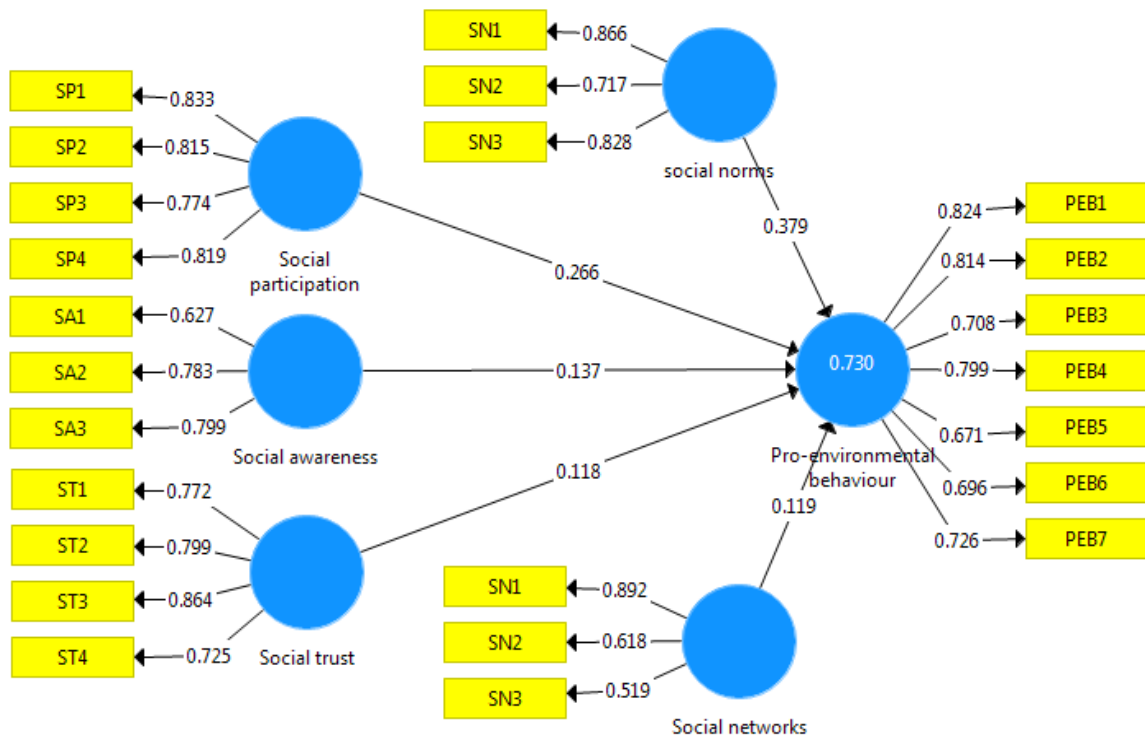 SN1
0.866
SN2
0.717
SN3
0.828
social norms
0.379
SP1
0.833
SP2
0.815
SP3
0.774
SP4
0.819
Social
participation
0.266
SA1
0.627
SA2
0.783
SA3
0.799
Social awareness
0.137
ST1
0.772
ST2
0.799
ST3
0.864
ST4
0.725
Social trust
0.118
SN1
0.892
SN2
0.618
SN3
0.519
Social networks
0.119
0.730
Pro-environmental
behaviour
0.824
PEB1
0.814
PEB2
0.708
PEB3
0.799
PEB4
0.671
PEB5
0.696
PEB6
0.726
PEB7